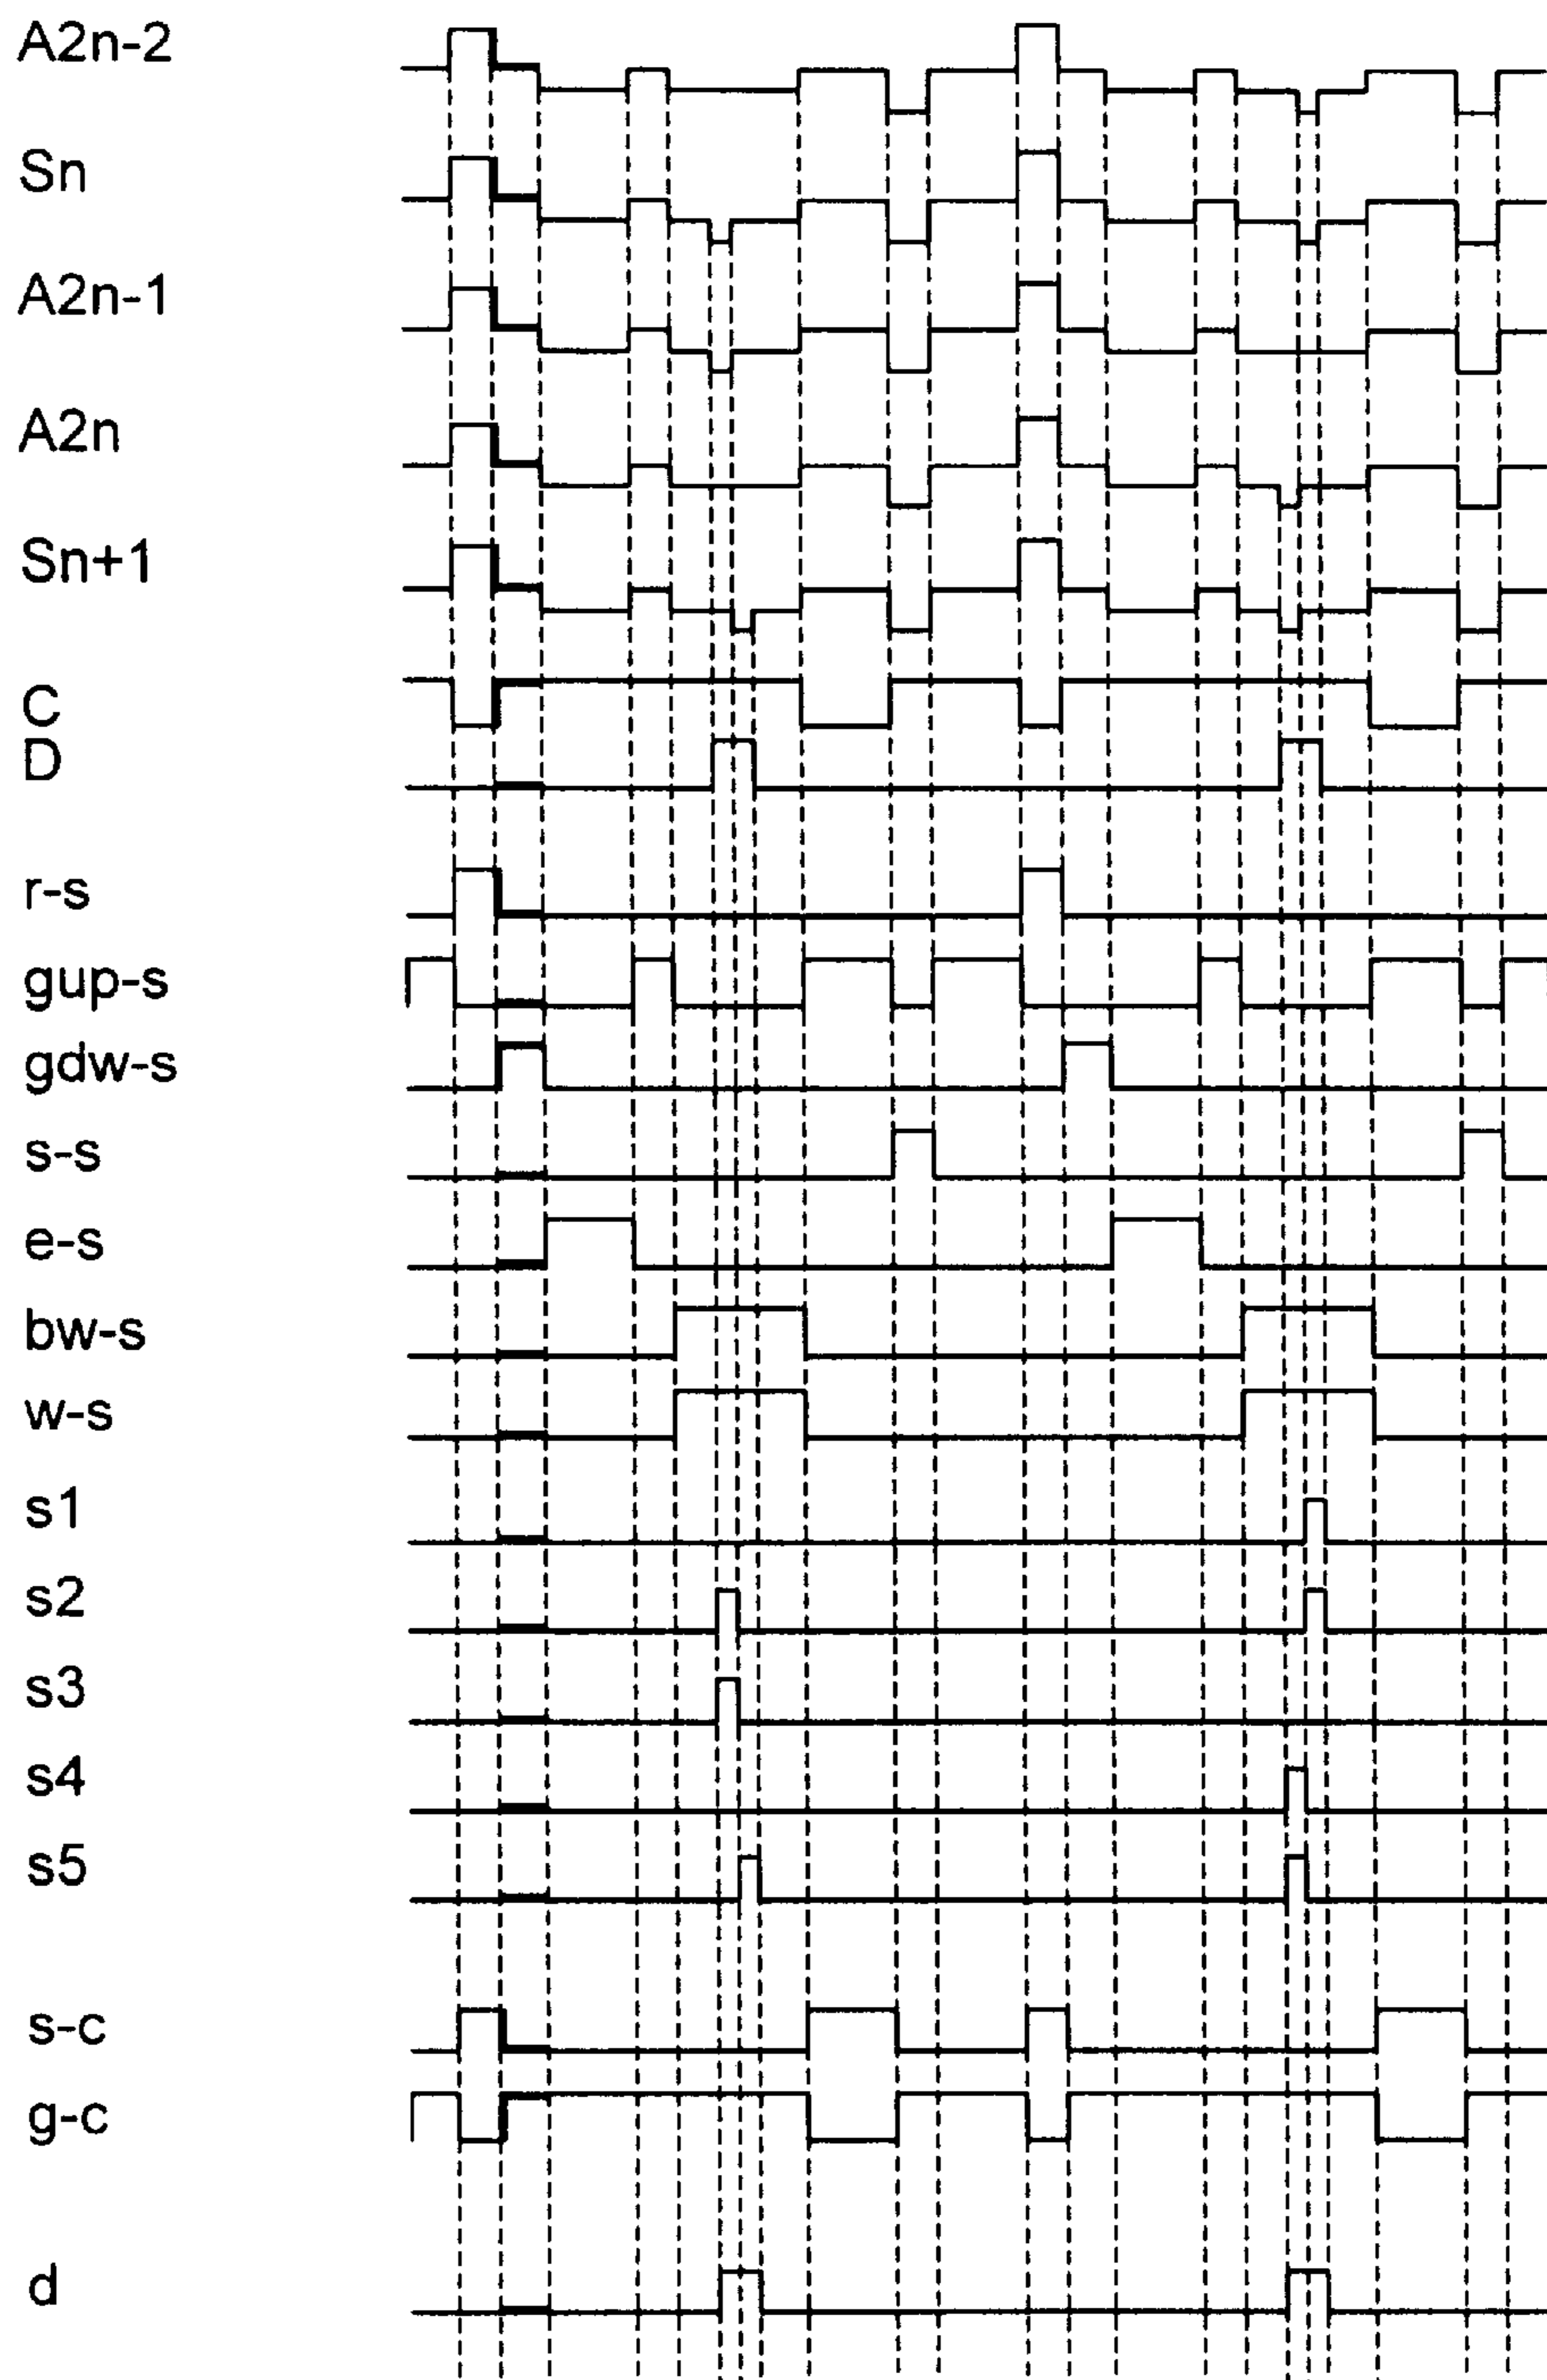 A2n-2
Sn
A2n-1
A2n
Sn+1
C
D
r-s
gup-s
gdw-s
s-s
e-s
bw-s
w-s
s1
s2
s3
s4
s5
s-c
g-c
d